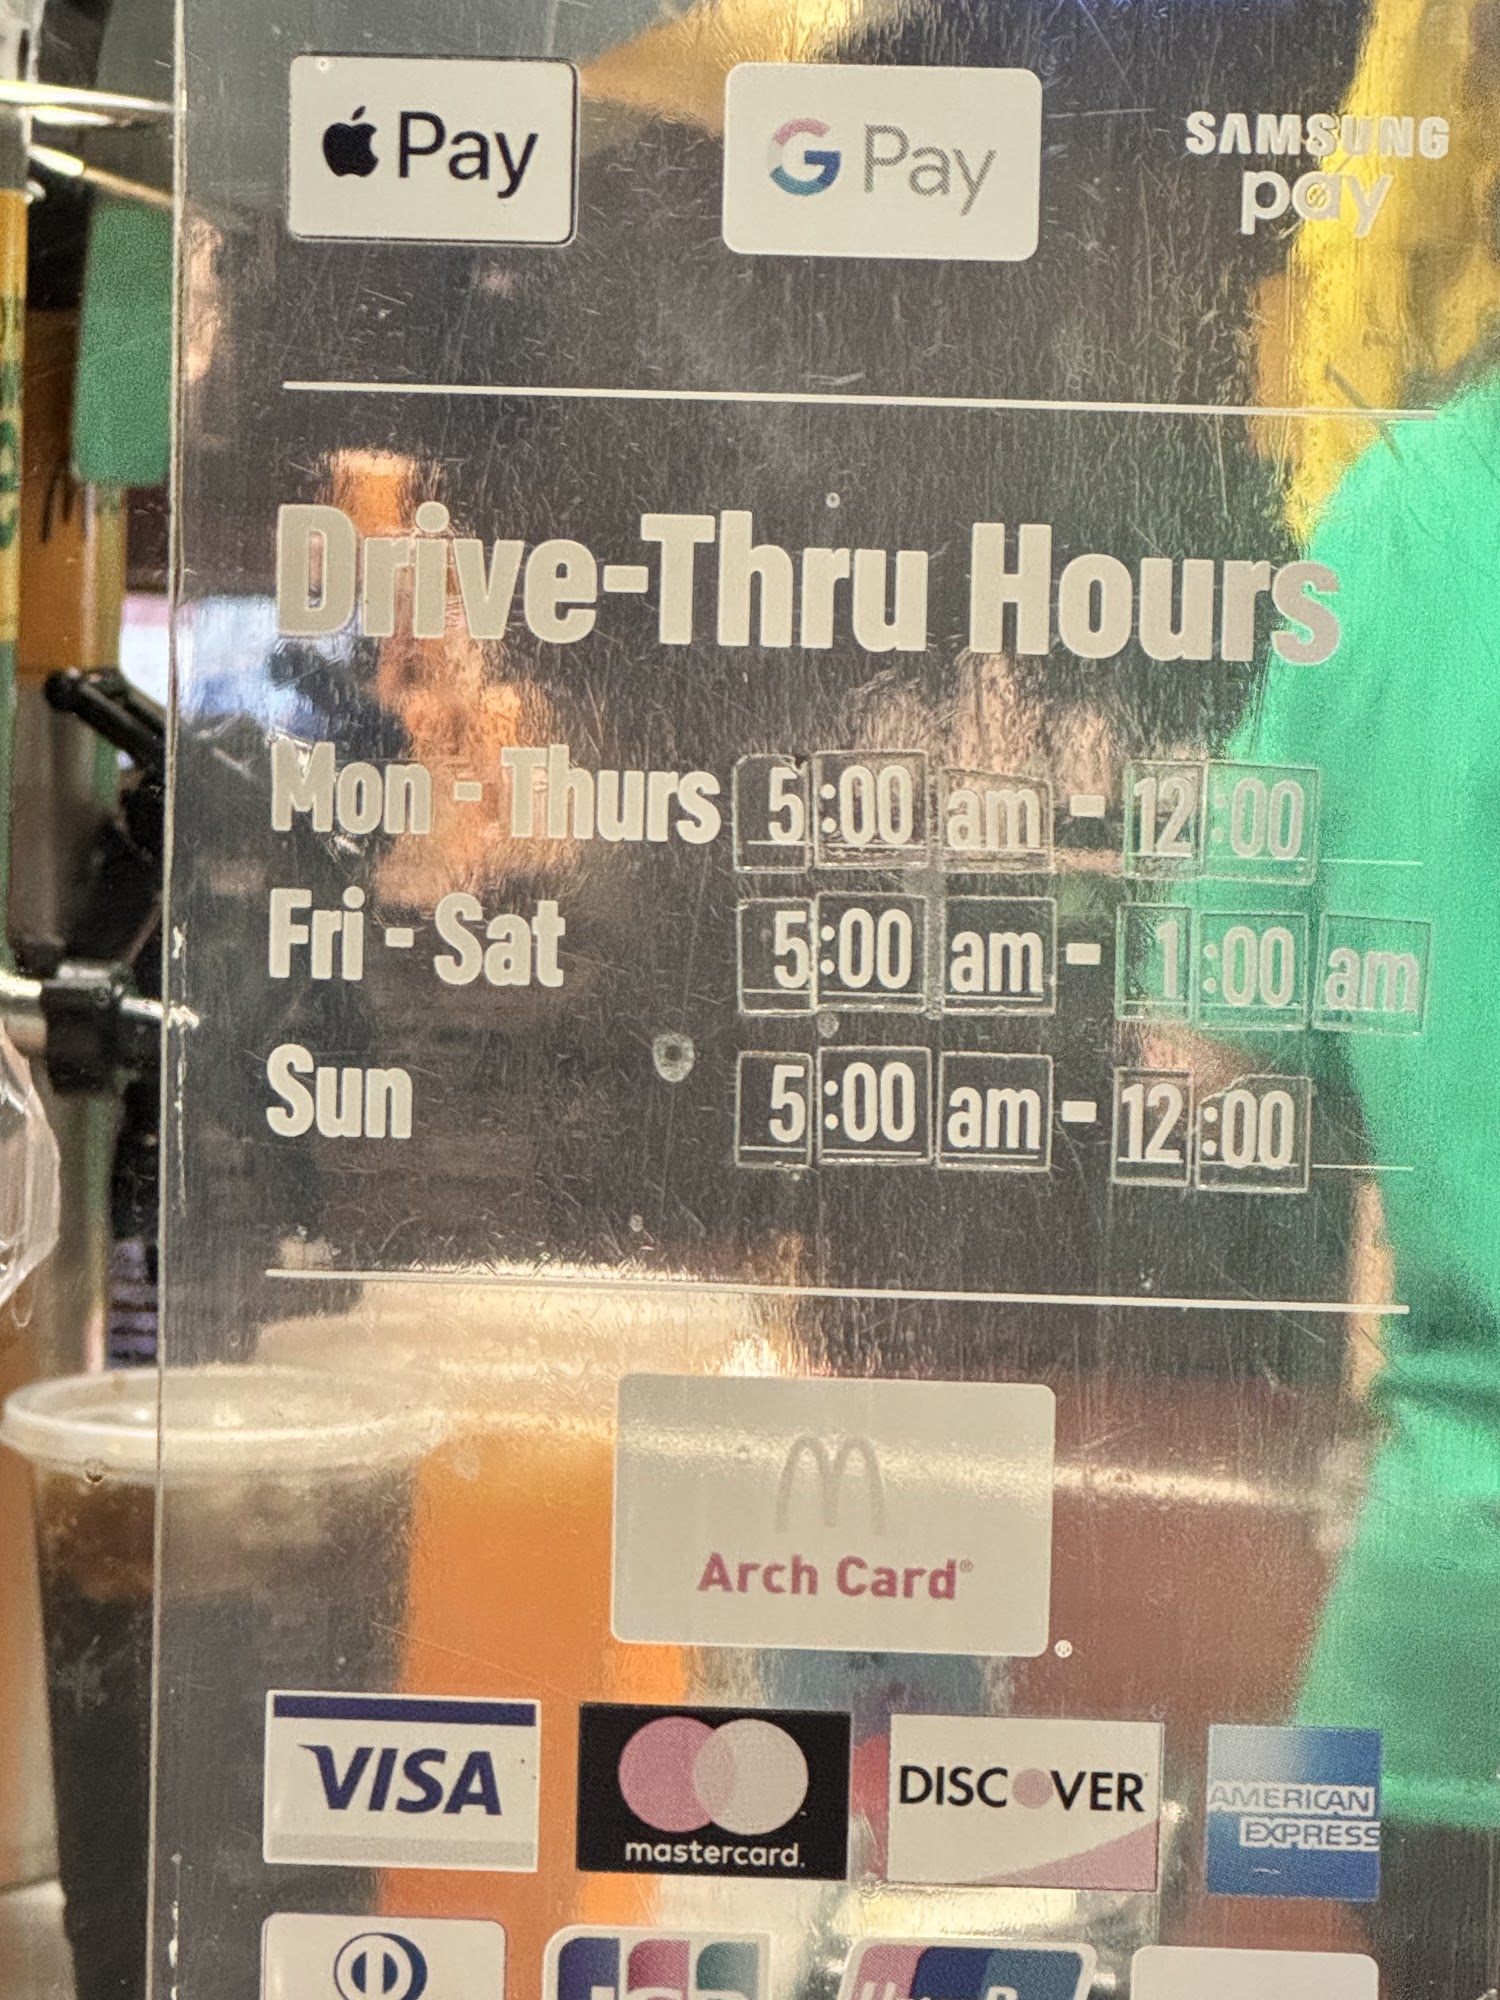 Pay
G Pay
SAMSUNG
pay
Drive-Thru Hours
Mon - Thurs 5:00 am - 12:00
Fri - Sat 5:00 am - 1:00 am
Sun 5:00 am - 12:00
Arch Card®
®
VISA
mastercard.
DISCOVER
AMERICAN
EXPRESS
JCB